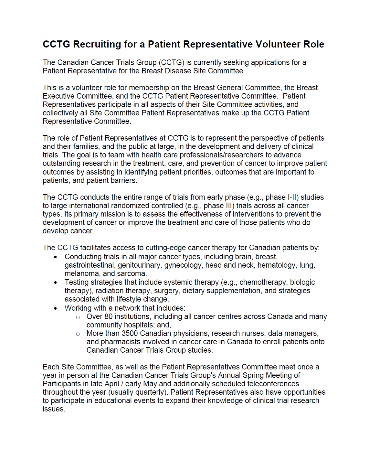 CCTG Recruiting for a Patient Representative Volunteer Role
The Canadian Cancer Trials Group (CCTG) is currently seeking applications for a
Patient Representative for the Breast Disease Site Committee
This is a volunteer role for membership on the Breast General Committee, the Breast
Executive Committee, and the CCTG Patient Representative Committee. Patient
Representatives participate in all aspects of their Site Committee activities, and
collectively all Site Committee Patient Representatives make up the CCTG Patient
Representative Committee.
The role of Patient Representatives at CCTG is to represent the perspective of patients
and their families, and the public at large, in the development and delivery of clinical
trials. The goal is to team with health care professionals/researchers to advance
outstanding research in the treatment, care, and prevention of cancer to improve patient
outcomes by assisting in identifying patient priorities, outcomes that are important to
patients, and patient barriers.
The CCTG conducts the entire range of trials from early phase (e.g., phase I-II) studies
to large international randomized controlled (e.g., phase III) trials across all cancer
types. Its primary mission is to assess the effectiveness of interventions to prevent the
development of cancer or improve the treatment and care of those patients who do
develop cancer.
The CCTG facilitates access to cutting-edge cancer therapy for Canadian patients by:
• Conducting trials in all major cancer types, including brain, breast,
gastrointestinal, genitourinary, gynecology, head and neck, hematology, lung,
melanoma, and sarcoma.
• Testing strategies that include systemic therapy (e.g., chemotherapy, biologic
therapy), radiation therapy, surgery, dietary supplementation, and strategies
associated with lifestyle change.
• Working with a network that includes:
○ Over 80 institutions, including all cancer centres across Canada and many
community hospitals; and,
○ More than 3500 Canadian physicians, research nurses, data managers,
and pharmacists involved in cancer care in Canada to enroll patients onto
Canadian Cancer Trials Group studies.
Each Site Committee, as well as the Patient Representatives Committee meet once a
year in person at the Canadian Cancer Trials Group's Annual Spring Meeting of
Participants in late April / early May and additionally scheduled teleconferences
throughout the year (usually quarterly). Patient Representatives also have opportunities
to participate in educational events to expand their knowledge of clinical trial research
issues.